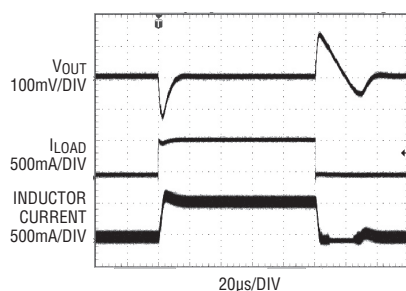 VOUT
100mV/DIV
ILOAD
500mA/DIV
INDUCTOR
CURRENT
500mA/DIV
20µs/DIV